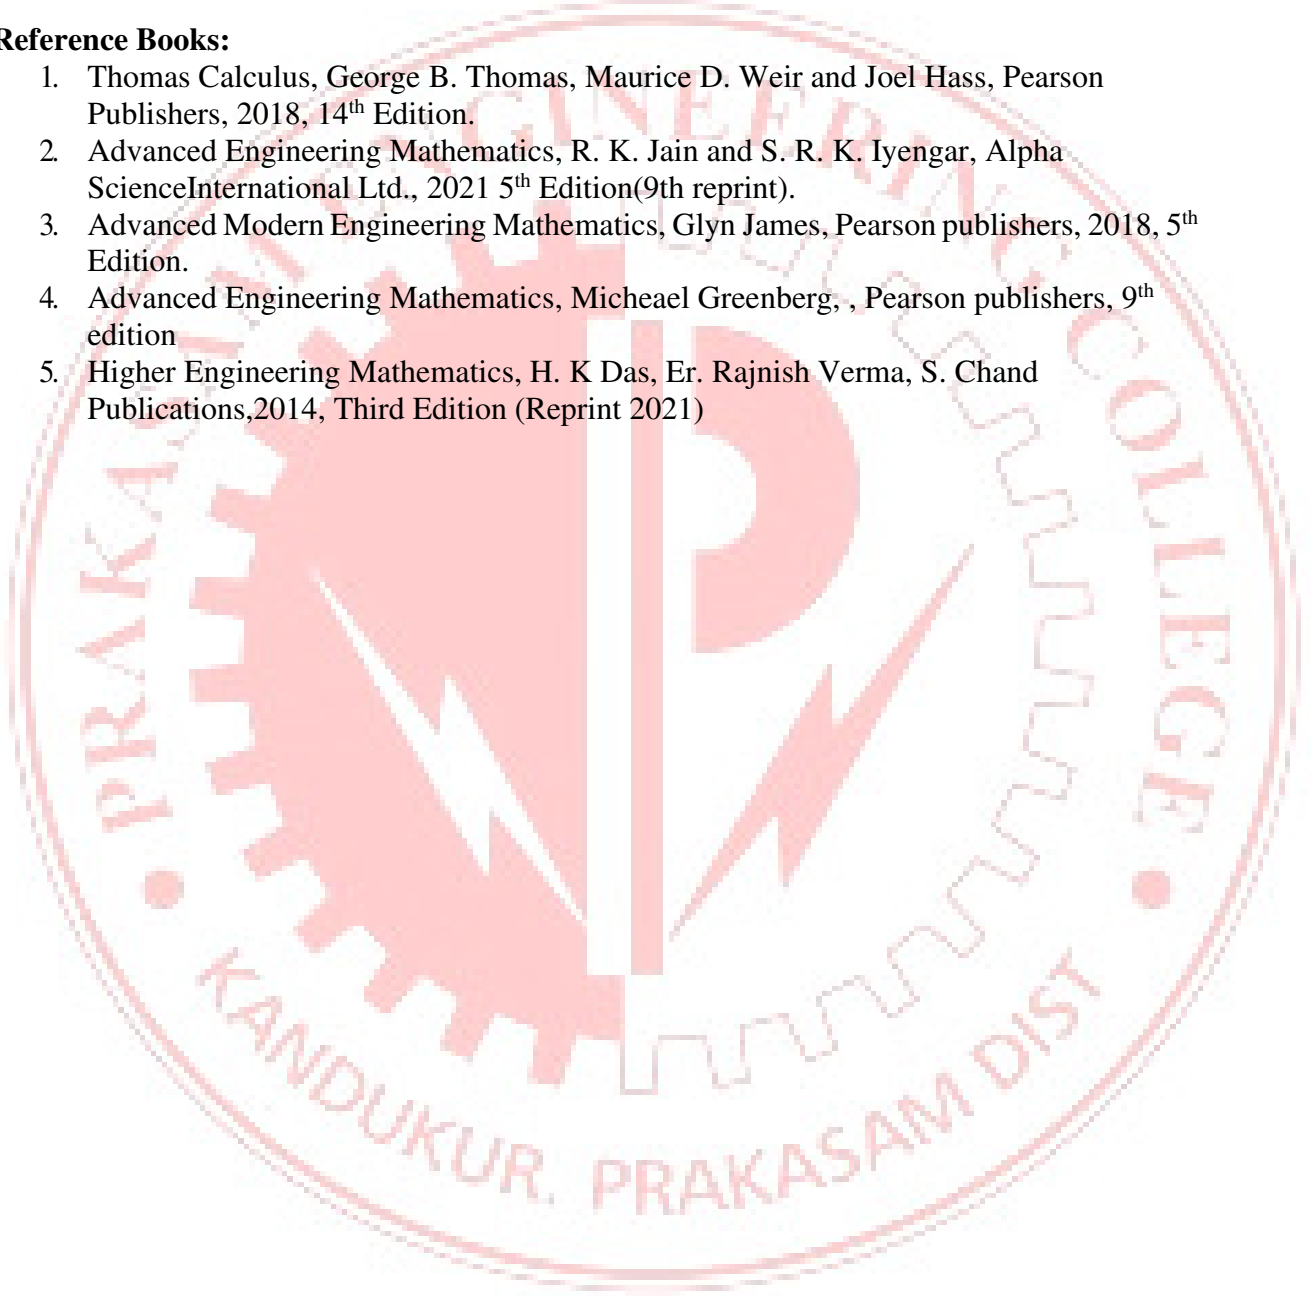 Reference Books:
1. Thomas Calculus, George B. Thomas, Maurice D. Weir and Joel Hass, Pearson
Publishers, 2018, 14th Edition.
2. Advanced Engineering Mathematics, R. K. Jain and S. R. K. Iyengar, Alpha
ScienceInternational Ltd., 2021 5th Edition(9th reprint).
3. Advanced Modern Engineering Mathematics, Glyn James, Pearson publishers, 2018, 5th
Edition.
4. Advanced Engineering Mathematics, Micheael Greenberg, , Pearson publishers, 9th
edition
5. Higher Engineering Mathematics, H. K Das, Er. Rajnish Verma, S. Chand
Publications,2014, Third Edition (Reprint 2021)
PRAKASAM ENGINEERING COLLEGE
KANDUKUR. PRAKASAM DIST